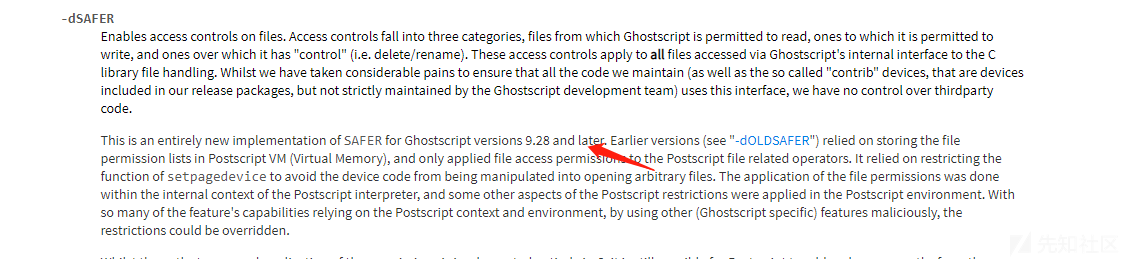 -dSAFER
Enables access controls on files. Access controls fall into three categories, files from which Ghostscript is permitted to read, ones to which it is permitted to
write, and ones over which it has "control" (i.e. delete/rename). These access controls apply to all files accessed via Ghostscript's internal interface to the C
library file handling. Whilst we have taken considerable pains to ensure that all the code we maintain (as well as the so called "contrib" devices, that are devices
included in our release packages, but not strictly maintained by the Ghostscript development team) uses this interface, we have no control over thirdparty
code.
This is an entirely new implementation of SAFER for Ghostscript versions 9.28 and later. Earlier versions (see "-dOLDSAFER") relied on storing the file
permission lists in Postscript VM (Virtual Memory), and only applied file access permissions to the Postscript file related operators. It relied on restricting the
function of setpagedevice to avoid the device code from being manipulated into opening arbitrary files. The application of the file permissions was done
within the internal context of the Postscript interpreter, and some other aspects of the Postscript restrictions were applied in the Postscript environment. With
so many of the feature's capabilities relying on the Postscript context and environment, by using other (Ghostscript specific) features maliciously, the
restrictions could be overridden.
先知社区